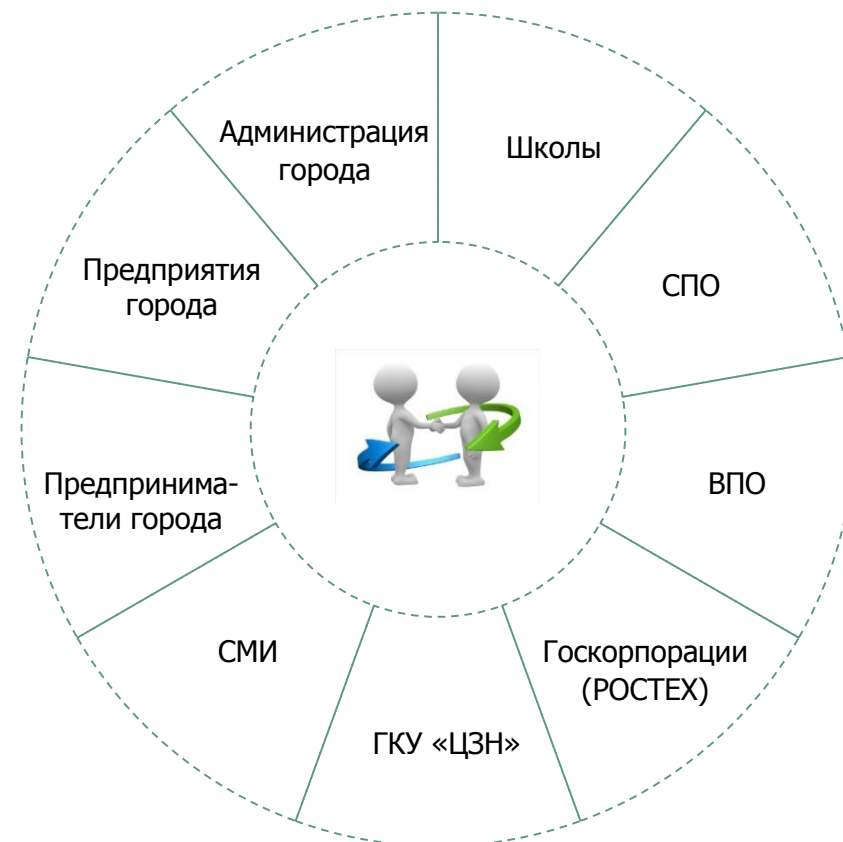 Администрация
города
Школы
СПО
ВПО
Госкорпорации
(РОСТЕХ)
ГКУ «ЦЗН»
СМИ
Предпринима-
тели города
Предприятия
города